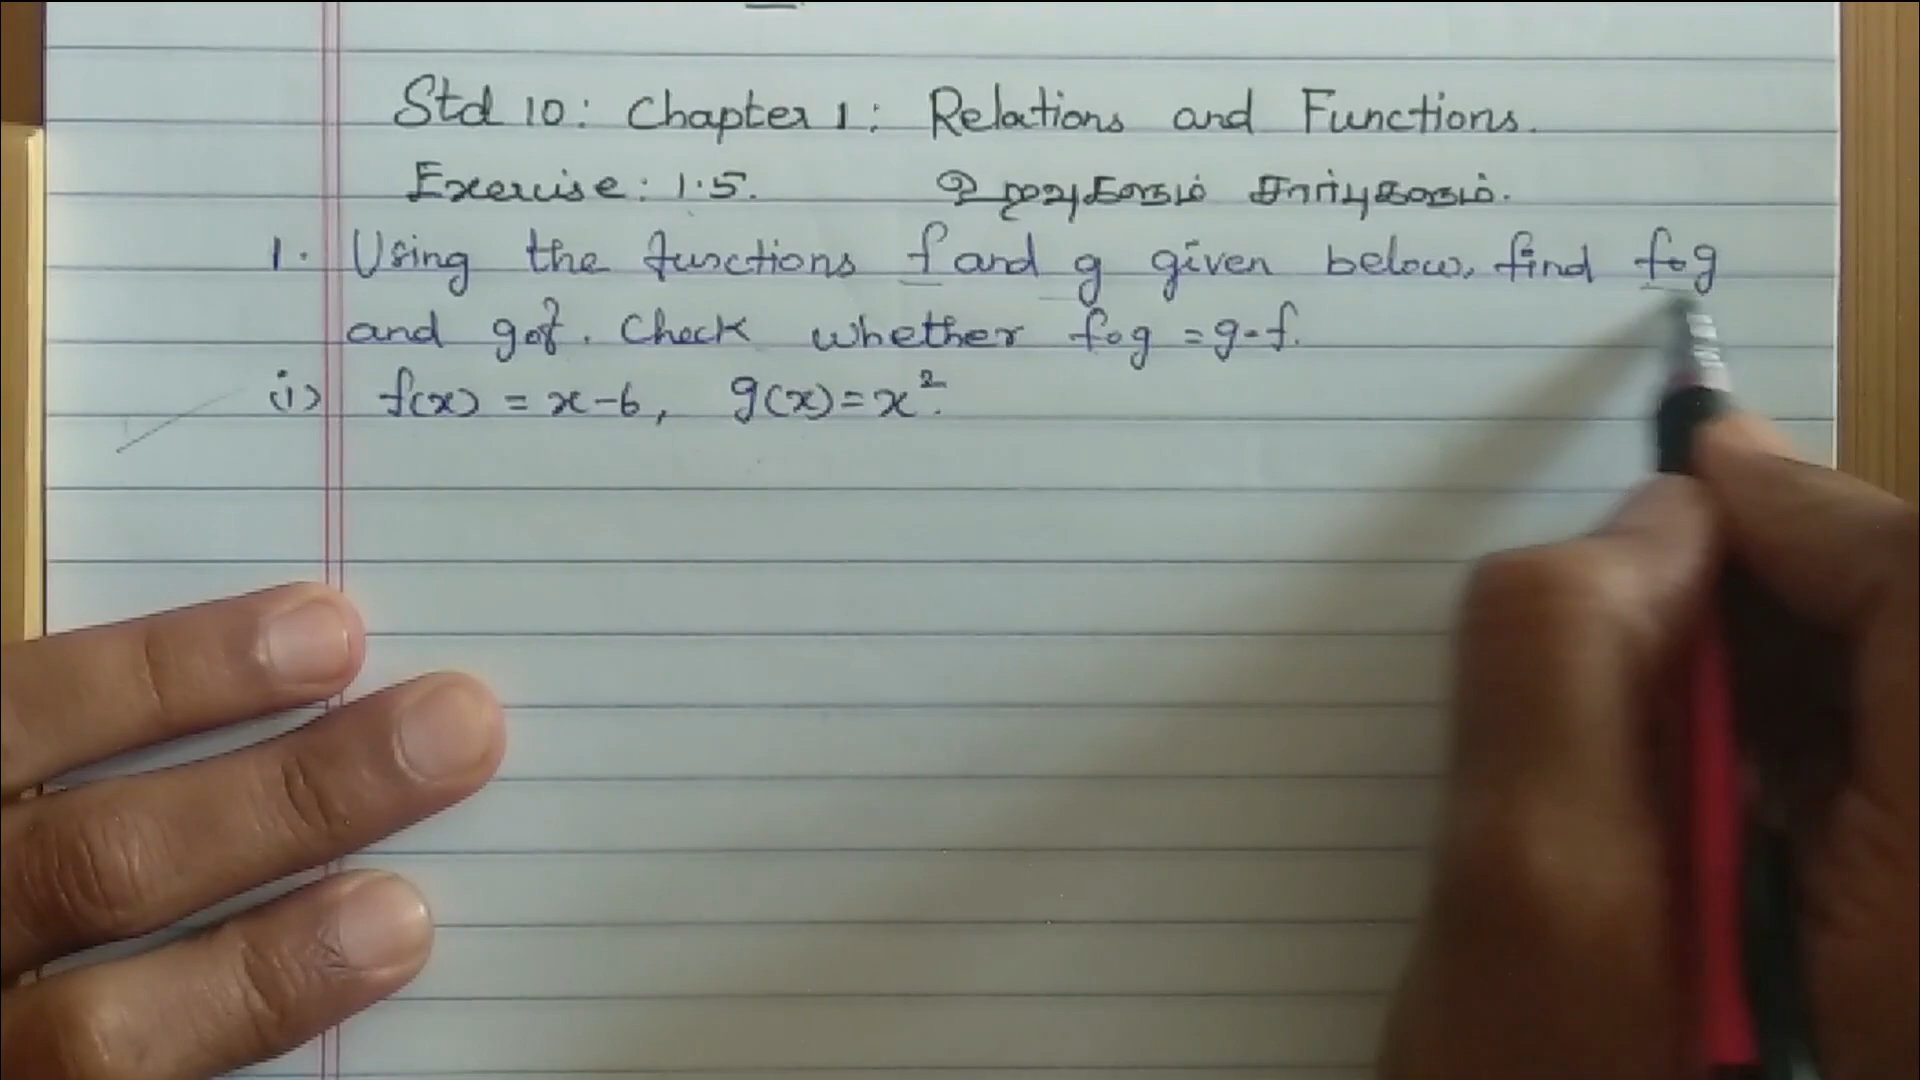 Std 10: Chapter 1: Relations and Functions.
Exercise: 1.5. உறவுகளும் சார்புகளும்.
1. Using the functions f and g given below, find fog
and gof. Check whether fog = gof.
(i) f(x) = x-6, g(x) = x².